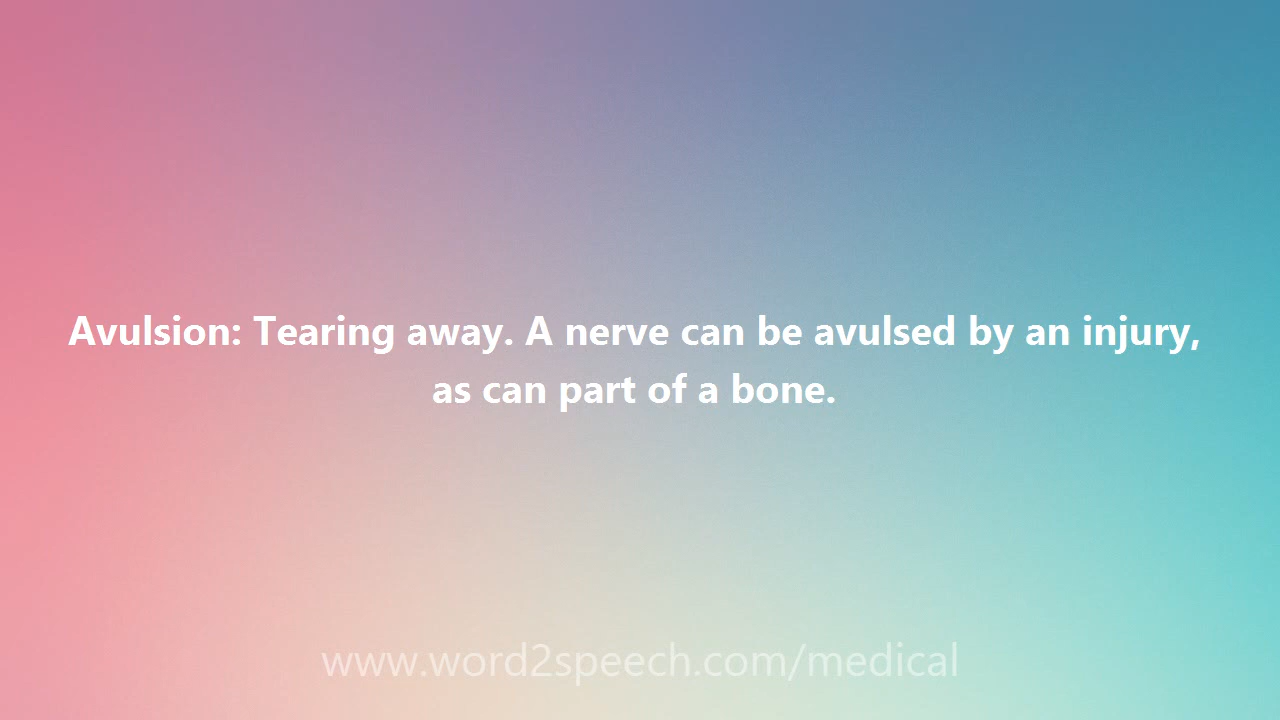 Avulsion: Tearing away. A nerve can be avulsed by an injury,
as can part of a bone.
www.word2speech.com/medical